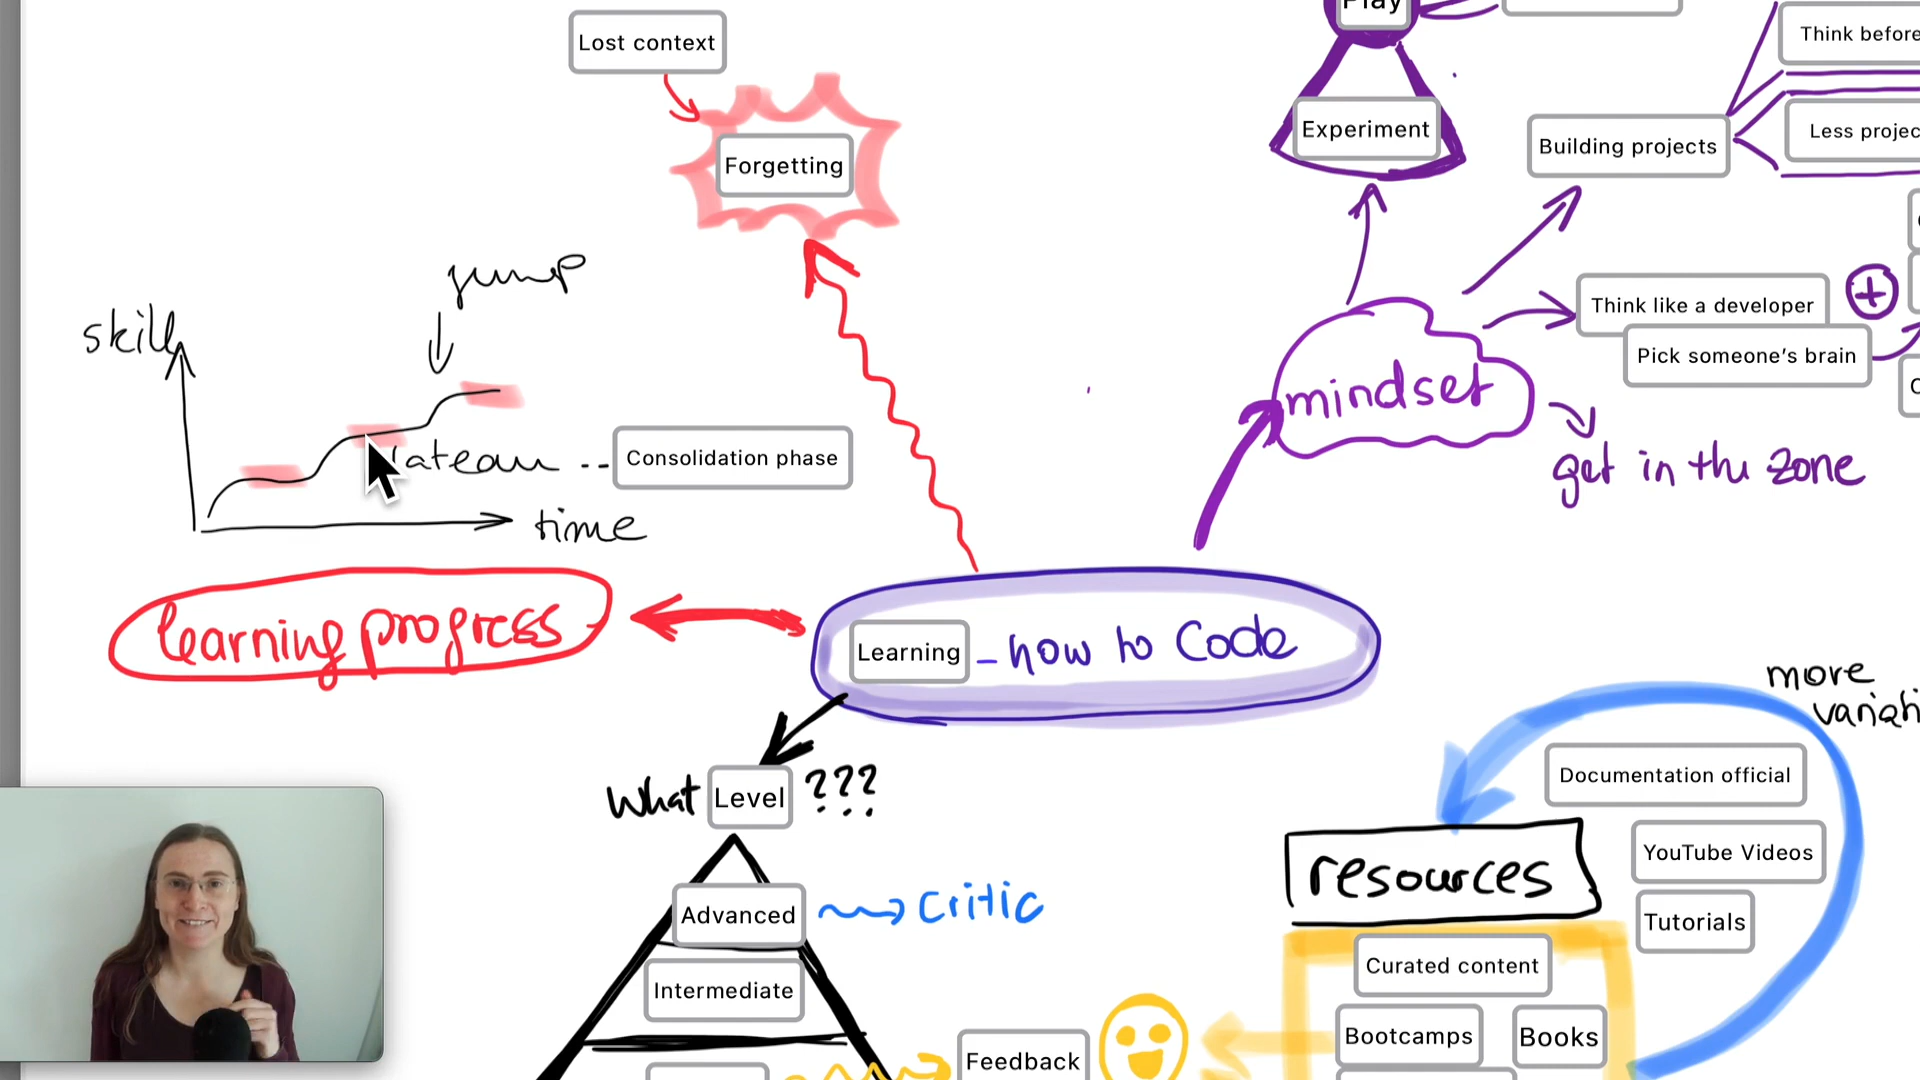 Lost context
Forgetting
Play
Experiment
Building projects
Think before
Less projec
Think like a developer
Pick someone's brain
mindset
get in the zone
skill
jump
lateau -- Consolidation phase
time
learning progress
Learning - how to Code
What Level ???
Advanced
critic
Intermediate
Feedback
more
variati
resources
Documentation official
YouTube Videos
Tutorials
Curated content
Bootcamps
Books